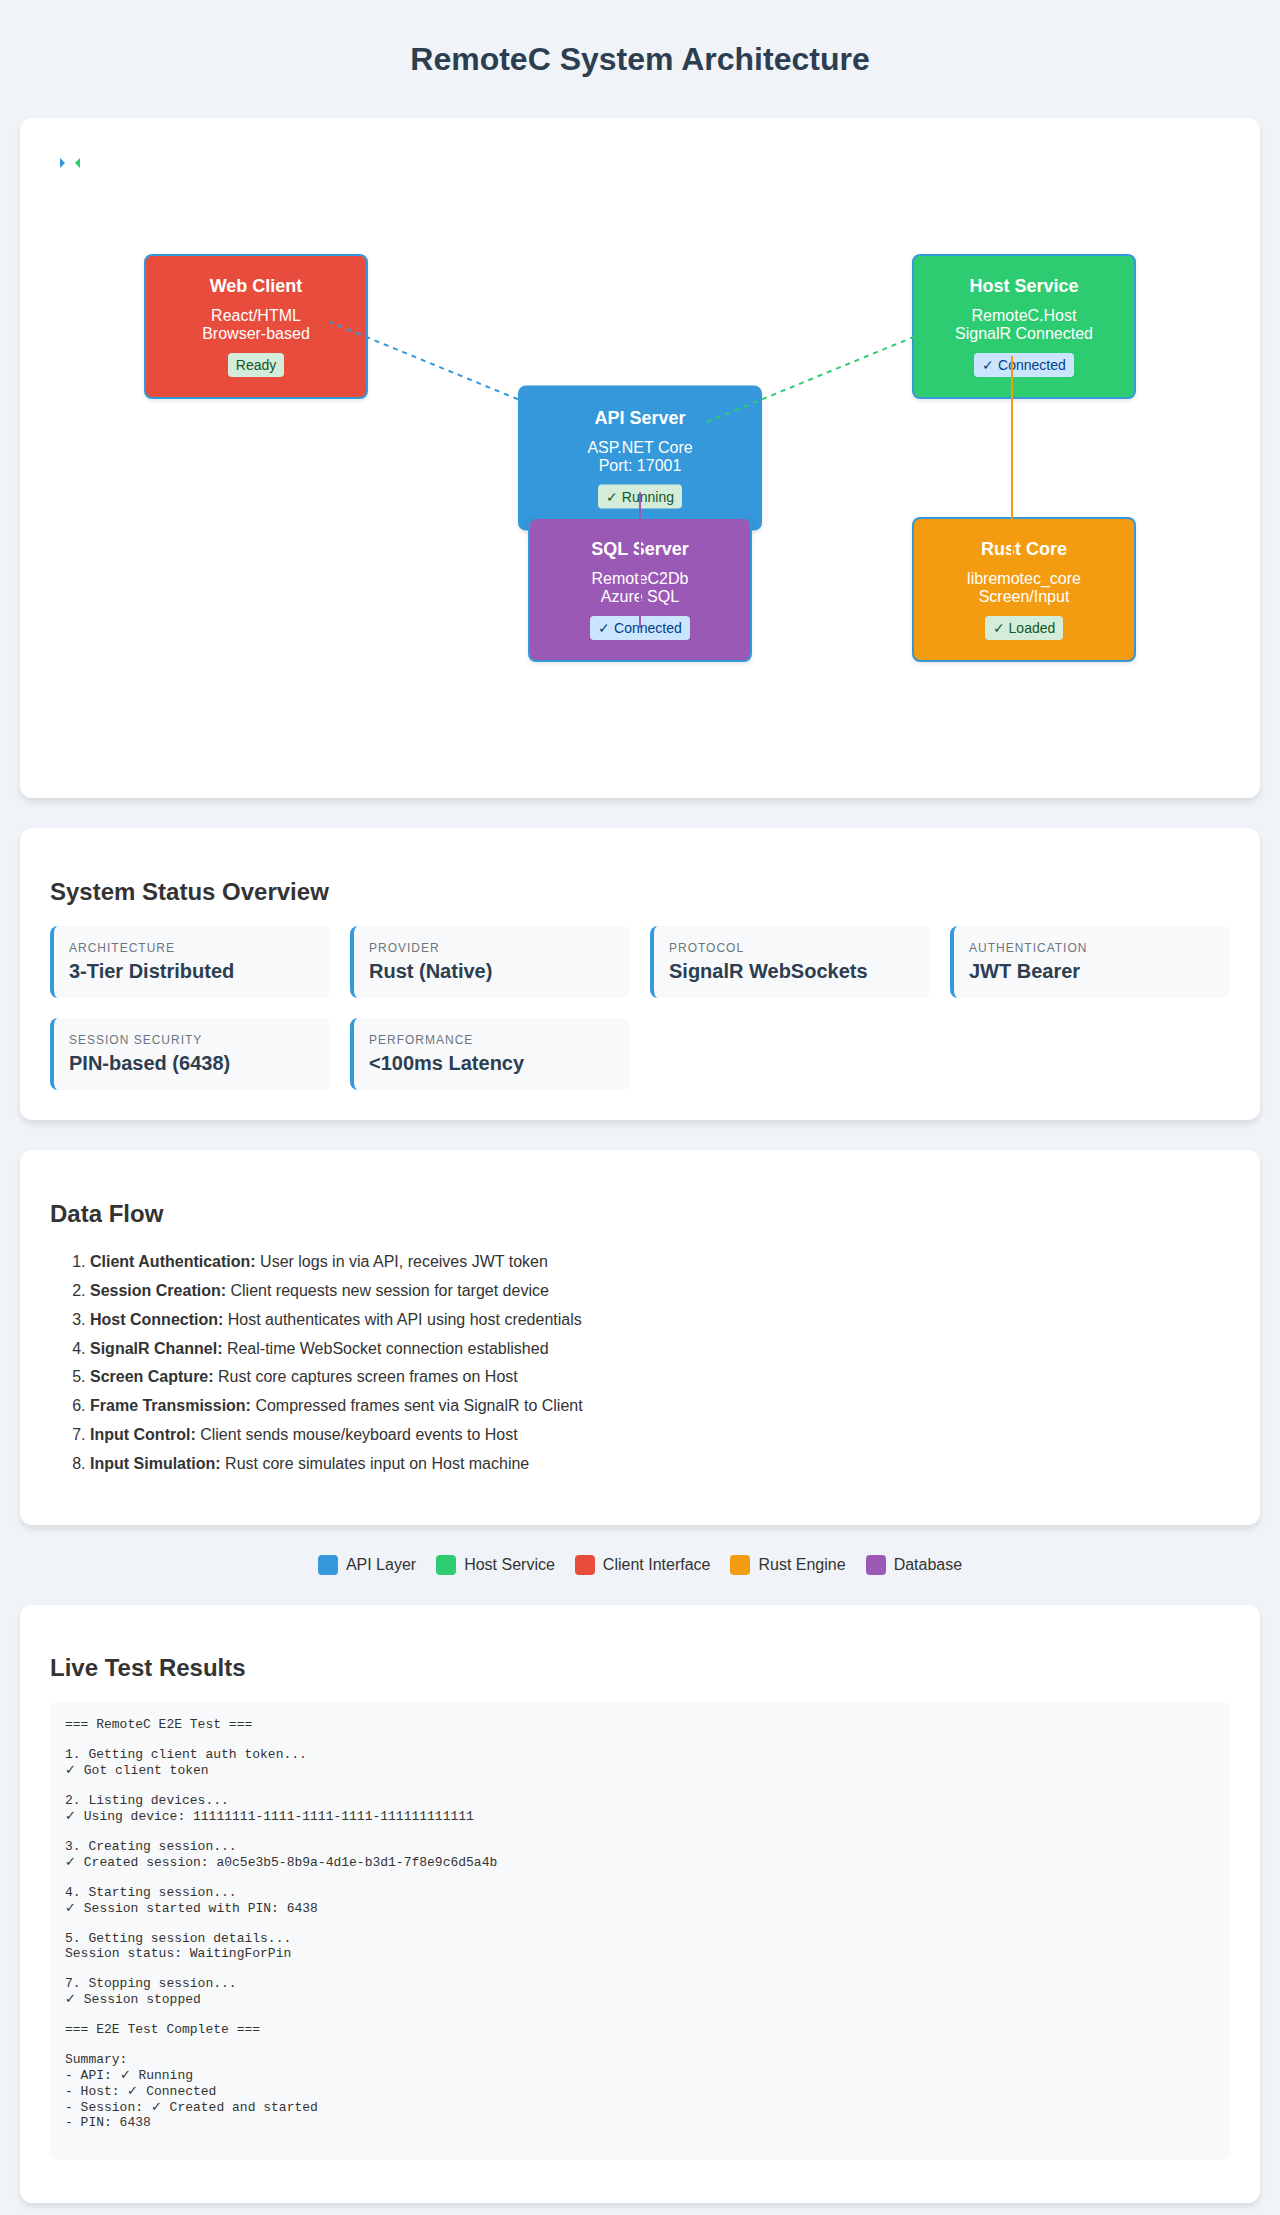 RemoteC System Architecture
Web Client
React/HTML
Browser-based
Ready
Host Service
RemoteC.Host
SignalR Connected
✓ Connected
API Server
ASP.NET Core
Port: 17001
✓ Running
SQL Server
RemoteC2Db
Azure SQL
✓ Connected
Rust Core
libremotec_core
Screen/Input
✓ Loaded
System Status Overview
ARCHITECTURE
3-Tier Distributed
PROVIDER
Rust (Native)
PROTOCOL
SignalR WebSockets
AUTHENTICATION
JWT Bearer
SESSION SECURITY
PIN-based (6438)
PERFORMANCE
<100ms Latency
Data Flow
1. Client Authentication: User logs in via API, receives JWT token
2. Session Creation: Client requests new session for target device
3. Host Connection: Host authenticates with API using host credentials
4. SignalR Channel: Real-time WebSocket connection established
5. Screen Capture: Rust core captures screen frames on Host
6. Frame Transmission: Compressed frames sent via SignalR to Client
7. Input Control: Client sends mouse/keyboard events to Host
8. Input Simulation: Rust core simulates input on Host machine
API Layer
Host Service
Client Interface
Rust Engine
Database
Live Test Results
=== RemoteC E2E Test ===
1. Getting client auth token...
✓ Got client token
2. Listing devices...
✓ Using device: 11111111-1111-1111-1111-111111111111
3. Creating session...
✓ Created session: a0c5e3b5-8b9a-4d1e-b3d1-7f8e9c6d5a4b
4. Starting session...
✓ Session started with PIN: 6438
5. Getting session details...
Session status: WaitingForPin
7. Stopping session...
✓ Session stopped
=== E2E Test Complete ===
Summary:
- API: ✓ Running
- Host: ✓ Connected
- Session: ✓ Created and started
- PIN: 6438